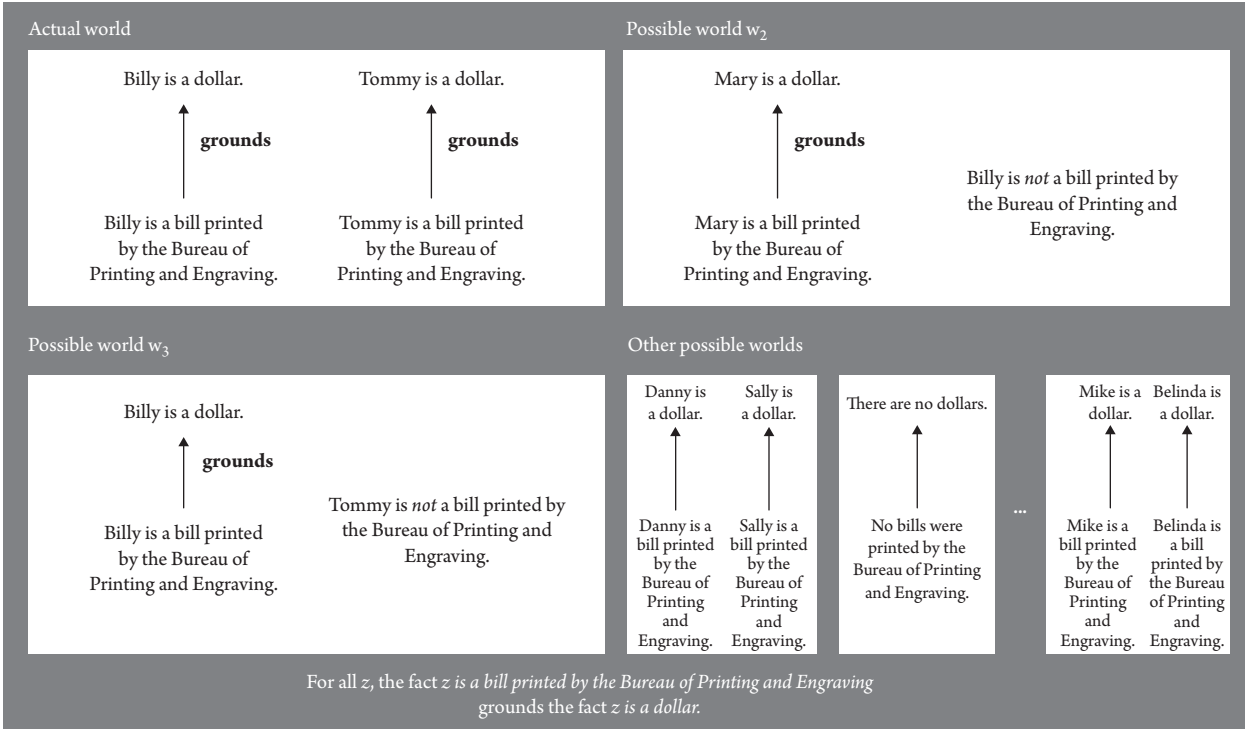 Actual world
Billy is a dollar.
grounds
Billy is a bill printed
by the Bureau of
Printing and Engraving.
Tommy is a dollar.
grounds
Tommy is a bill printed
by the Bureau of
Printing and Engraving.
Possible world w2
Mary is a dollar.
grounds
Mary is a bill printed
by the Bureau of
Printing and Engraving.
Billy is not a bill printed by
the Bureau of Printing and
Engraving.
Possible world w3
Billy is a dollar.
grounds
Billy is a bill printed
by the Bureau of
Printing and Engraving.
Tommy is not a bill printed by
the Bureau of Printing and
Engraving.
Other possible worlds
Danny is
a dollar.
Danny is a
bill printed
by the
Bureau of
Printing
and
Engraving.
Sally is
a dollar.
Sally is a
bill printed
by the
Bureau of
Printing
and
Engraving.
There are no dollars.
No bills were
printed by the
Bureau of Printing
and Engraving.
...
Mike is a
dollar.
Mike is a
bill printed
by the
Bureau of
Printing
and
Engraving.
Belinda is
a dollar.
Belinda is
a bill
printed by
the Bureau
of Printing
and
Engraving.
For all z, the fact z is a bill printed by the Bureau of Printing and Engraving
grounds the fact z is a dollar.